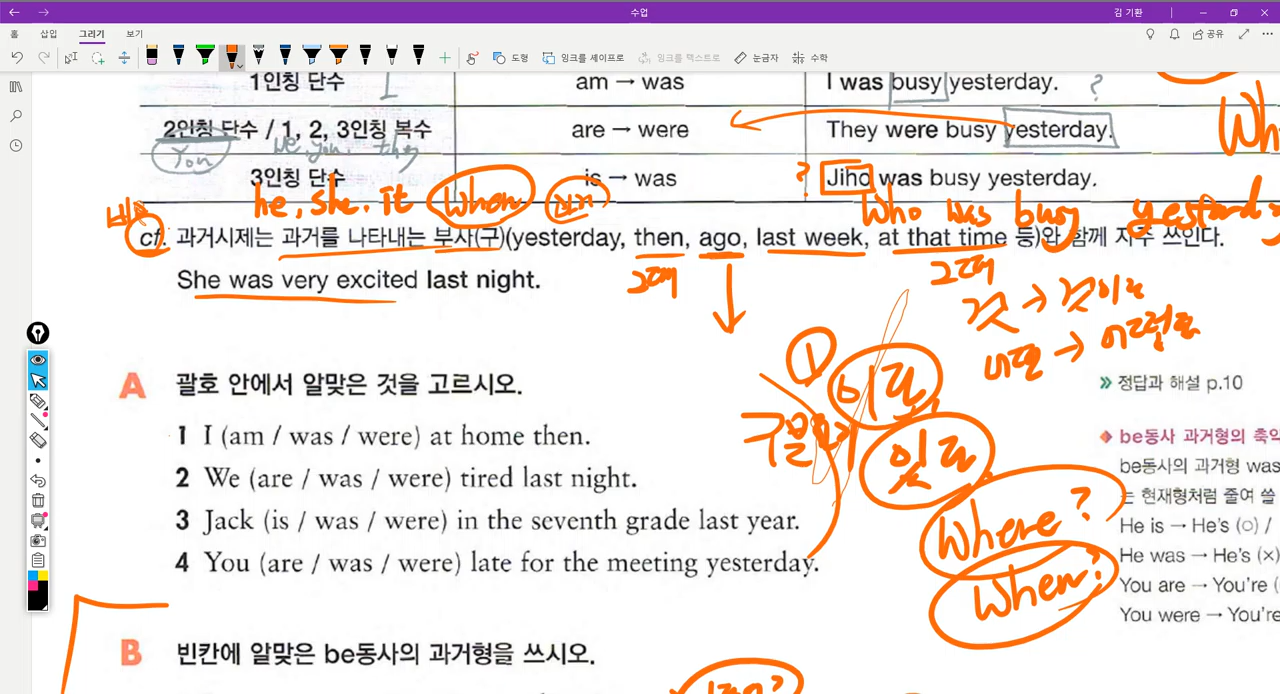 수업
김 기환
홈 삽입 그리기 보기
도형 잉크를 셰이프로 잉크를 텍스트로 눈금자 수학 공유
1인칭 단수 am → was I was busy yesterday. ?
2인칭 단수 / 1, 2, 3인칭 복수 are → were They were busy yesterday.
You we, you, they
Wh
3인칭 단수 is → was ? Jiho was busy yesterday.
he, she, it when
Who was busy yesterday
cf. 과거시제는 과거를 나타내는 부사(구)(yesterday, then, ago, last week, at that time 등)와 함께 자주 쓰인다.
그때 그때
She was very excited last night.
것 → 것이
→ 이렇
①
있
Where?
When?
A 괄호 안에서 알맞은 것을 고르시오.
1 I (am / was / were) at home then.
2 We (are / was / were) tired last night.
3 Jack (is / was / were) in the seventh grade last year.
4 You (are / was / were) late for the meeting yesterday.
» 정답과 해설 p.10
be동사 과거형의 축약
be동사의 과거형 was
는 현재형처럼 줄여 쓸
He is → He's (○) /
He was → He's (×)
You are → You're (
You were → You're
B 빈칸에 알맞은 be동사의 과거형을 쓰시오.